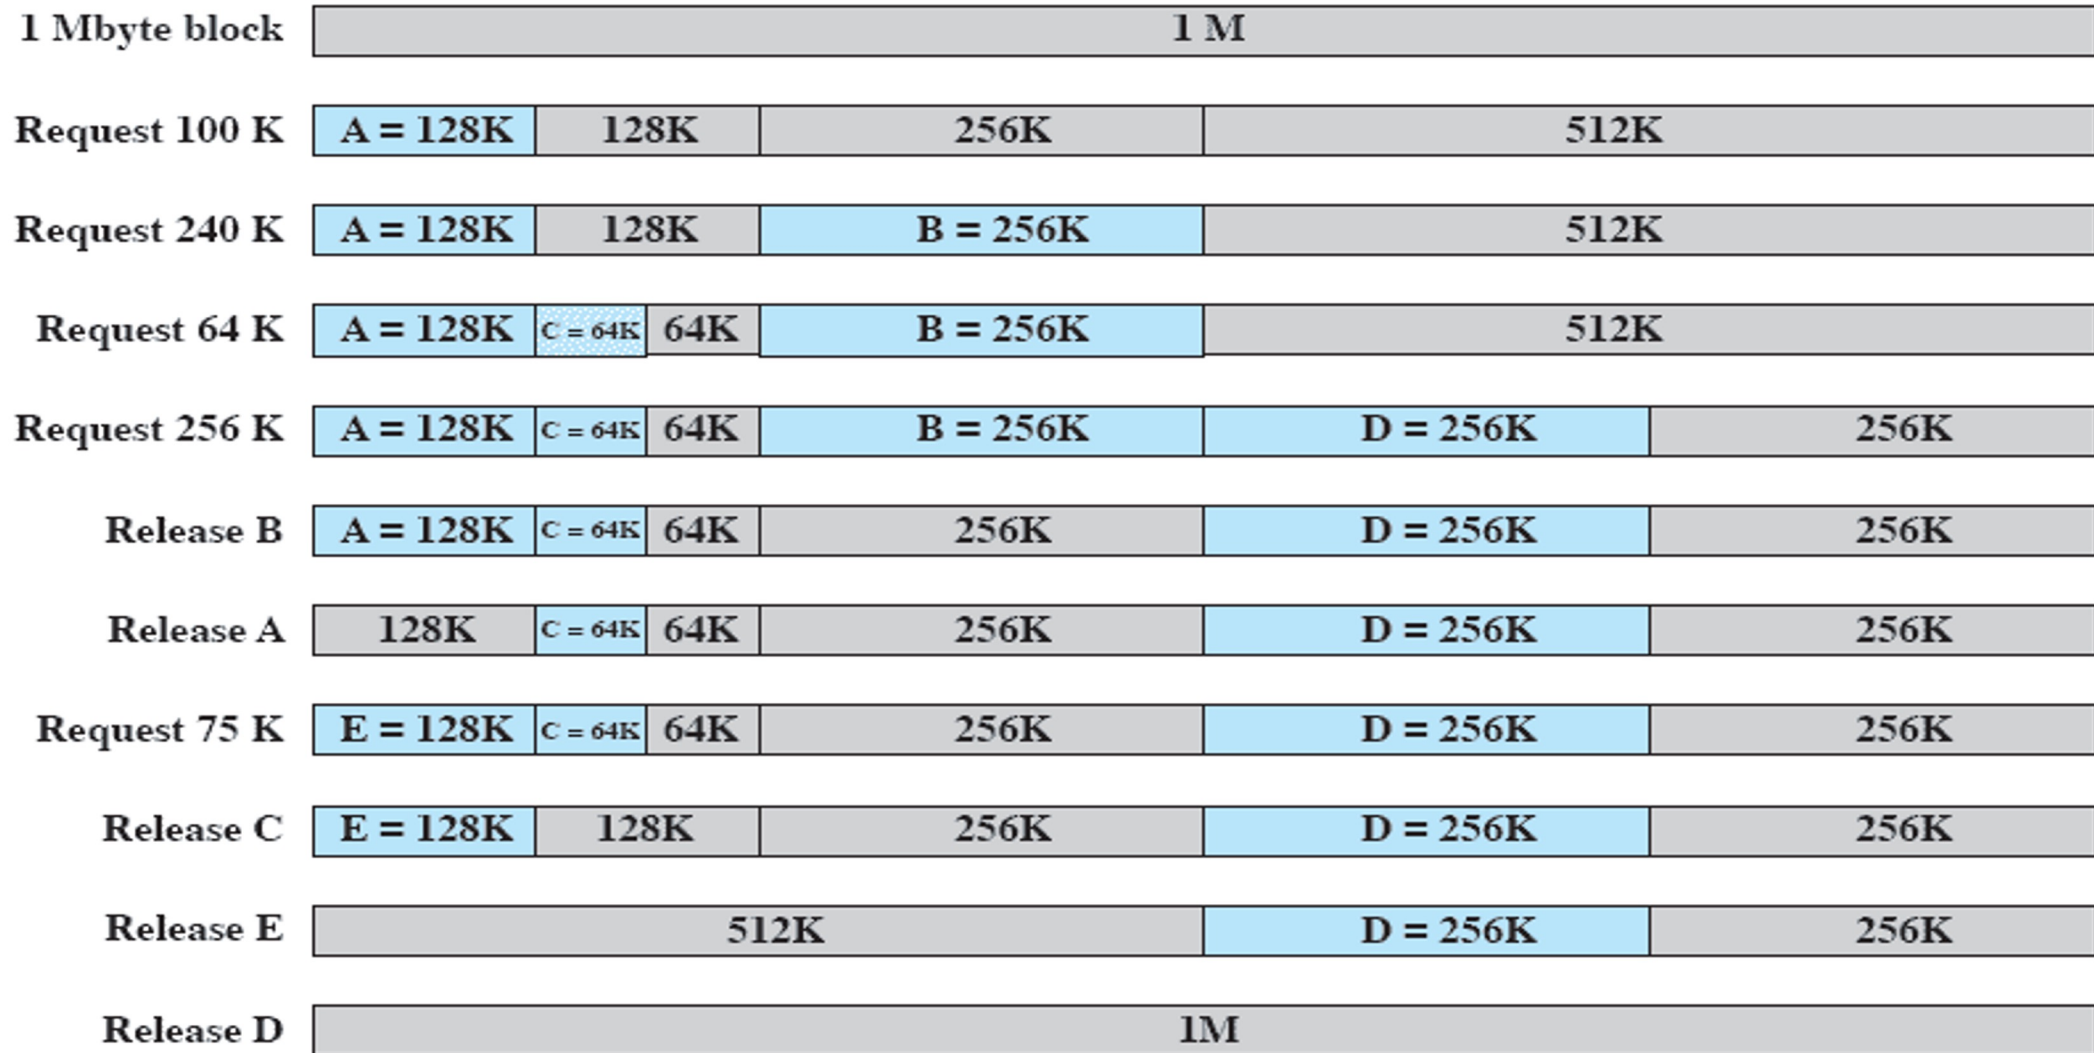 1 Mbyte block 1 M
Request 100 K A = 128K 128K 256K 512K
Request 240 K A = 128K 128K B = 256K 512K
Request 64 K A = 128K C = 64K 64K B = 256K 512K
Request 256 K A = 128K C = 64K 64K B = 256K D = 256K 256K
Release B A = 128K C = 64K 64K 256K D = 256K 256K
Release A 128K C = 64K 64K 256K D = 256K 256K
Request 75 K E = 128K C = 64K 64K 256K D = 256K 256K
Release C E = 128K 128K 256K D = 256K 256K
Release E 512K D = 256K 256K
Release D 1M